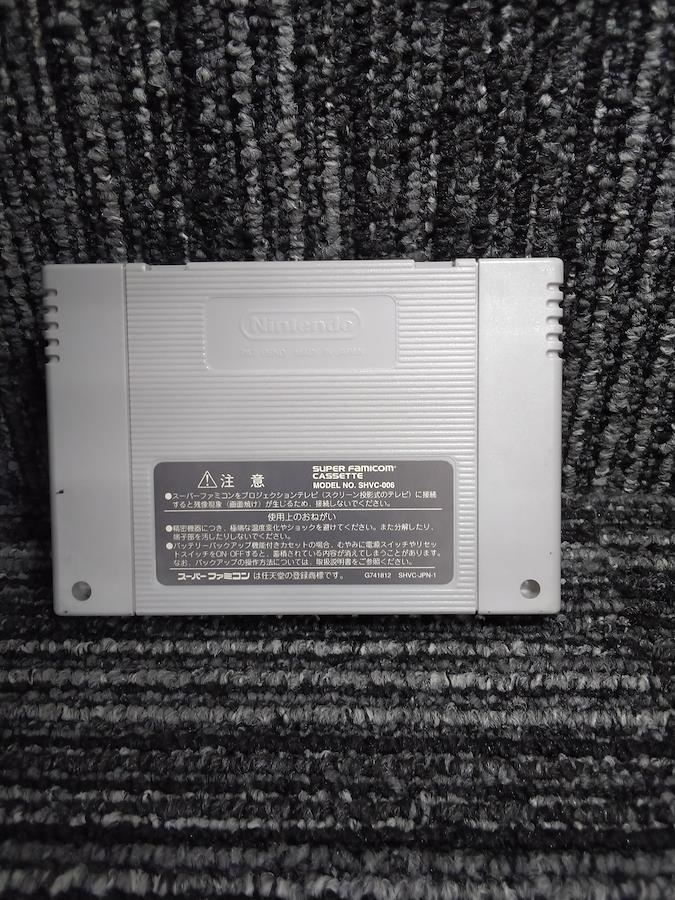 Nintendo
MADE IN JAPAN
注 意
SUPER FAMICOM
CASSETTE
MODEL NO. SHVC-006
●スーパーファミコンをプロジェクションテレビ(スクリーン投影式のテレビ)に接続
すると残像現象(画面焼け)が生じるため、接続しないでください。
使用上のおねがい
●精密機器につき、極端な温度変化やショックを避けてください。また分解したり、
端子部を汚したりしないでください。
●バッテリーバックアップ機能付きカセットの場合、むやみに電源スイッチやリセッ
トスイッチをON・OFFすると、蓄積されている内容が消えてしまうことがあります。
なお、バックアップの操作方法については、取扱説明書をご参照ください。
スーパーファミコン は任天堂の登録商標です。 G741812 SHVC-JPN-1